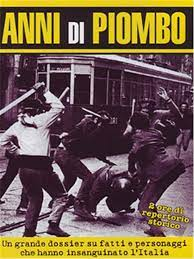 ANNI DI PIOMBO
2 ore di
repertorio
storico
Un grande dossier su fatti e personaggi
che hanno insanguinato l'Italia